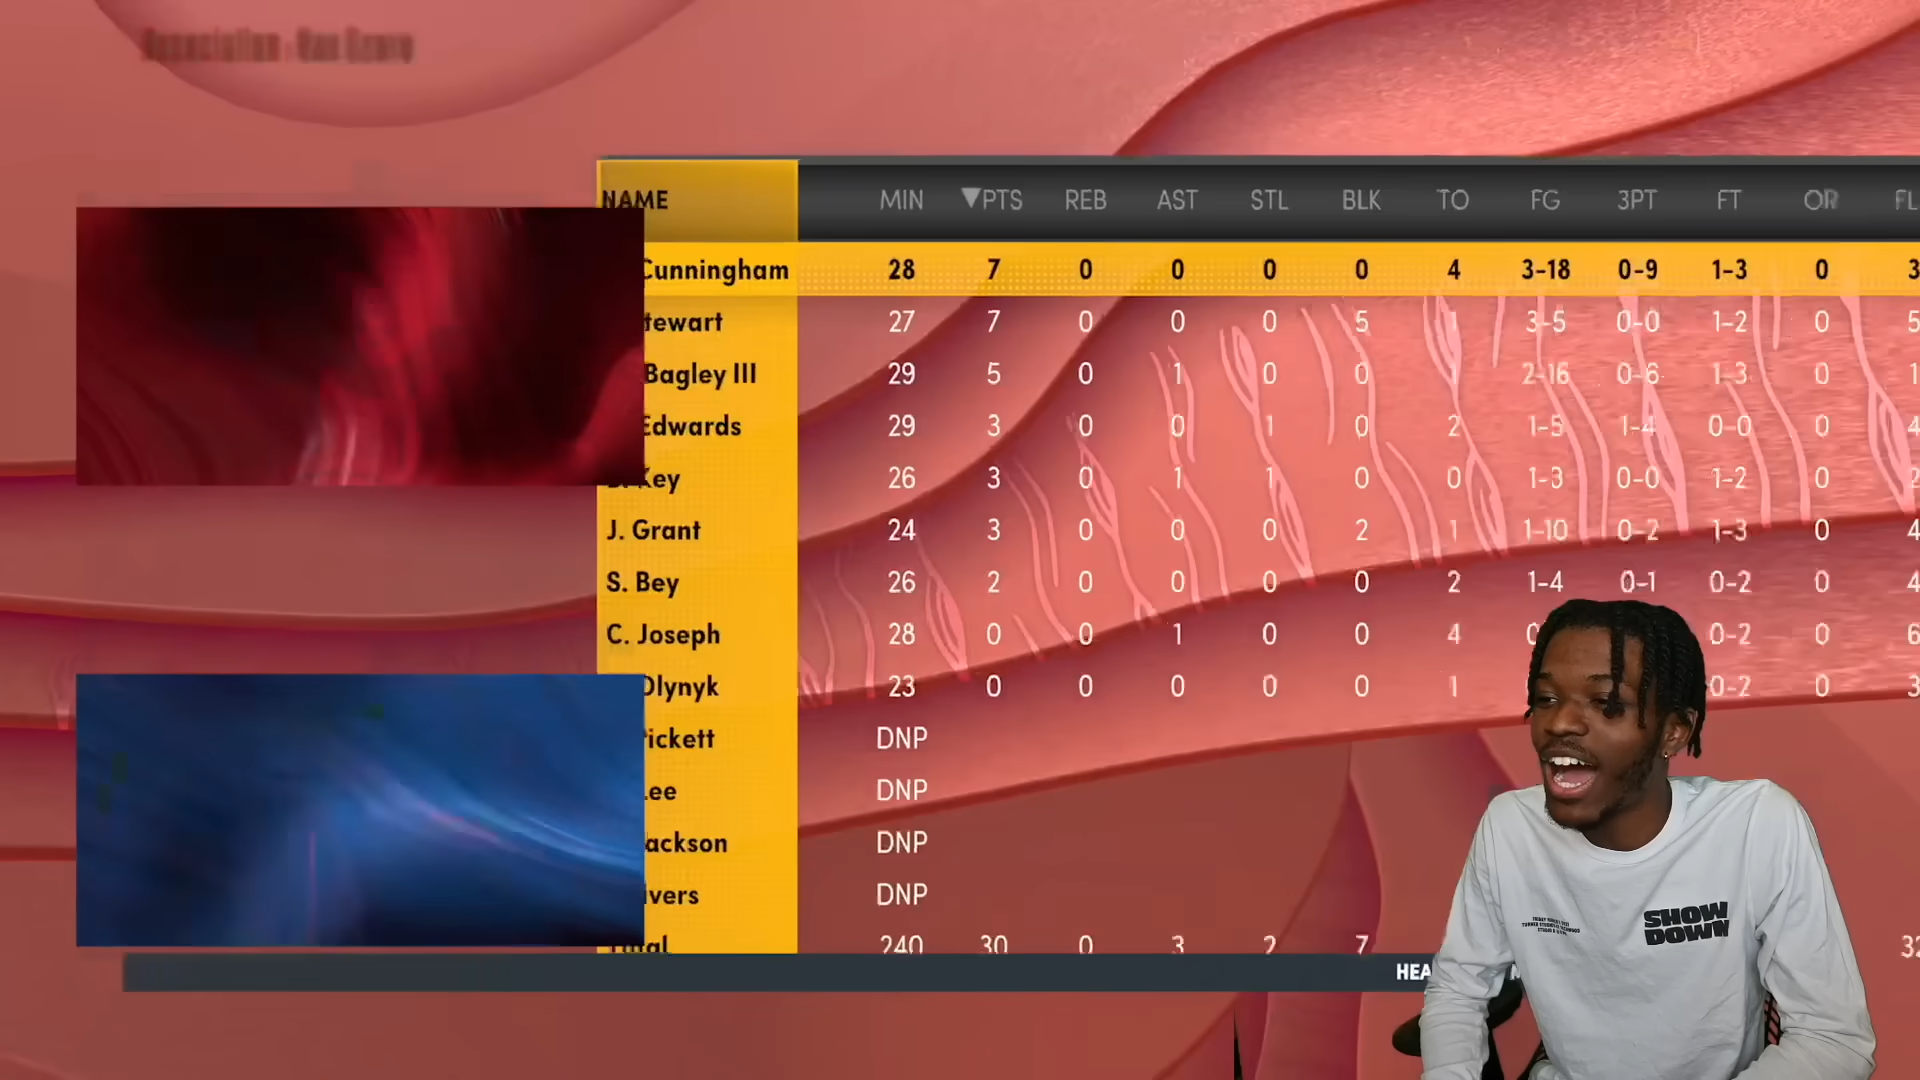 NAME MIN ▼PTS REB AST STL BLK TO FG 3PT FT OR FL
Cunningham 28 7 0 0 0 0 4 3-18 0-9 1-3 0 3
tewart 27 7 0 0 0 5 1 3-5 0-0 1-2 0 5
Bagley III 29 5 0 1 0 0 2-16 0-6 1-3 0 1
Edwards 29 3 0 0 1 0 2 1-5 1-4 0-0 0 4
Key 26 3 0 1 1 0 0 1-3 0-0 1-2 0 2
J. Grant 24 3 0 0 0 2 1 1-10 0-2 1-3 0 4
S. Bey 26 2 0 0 0 0 2 1-4 0-1 0-2 0 4
C. Joseph 28 0 0 1 0 0 4 0-2 0 6
Olynyk 23 0 0 0 0 0 1 0-2 0 3
ickett DNP
Lee DNP
ackson DNP
ivers DNP
Total 240 30 0 3 2 7 32
HEA
SHOW
DOWN